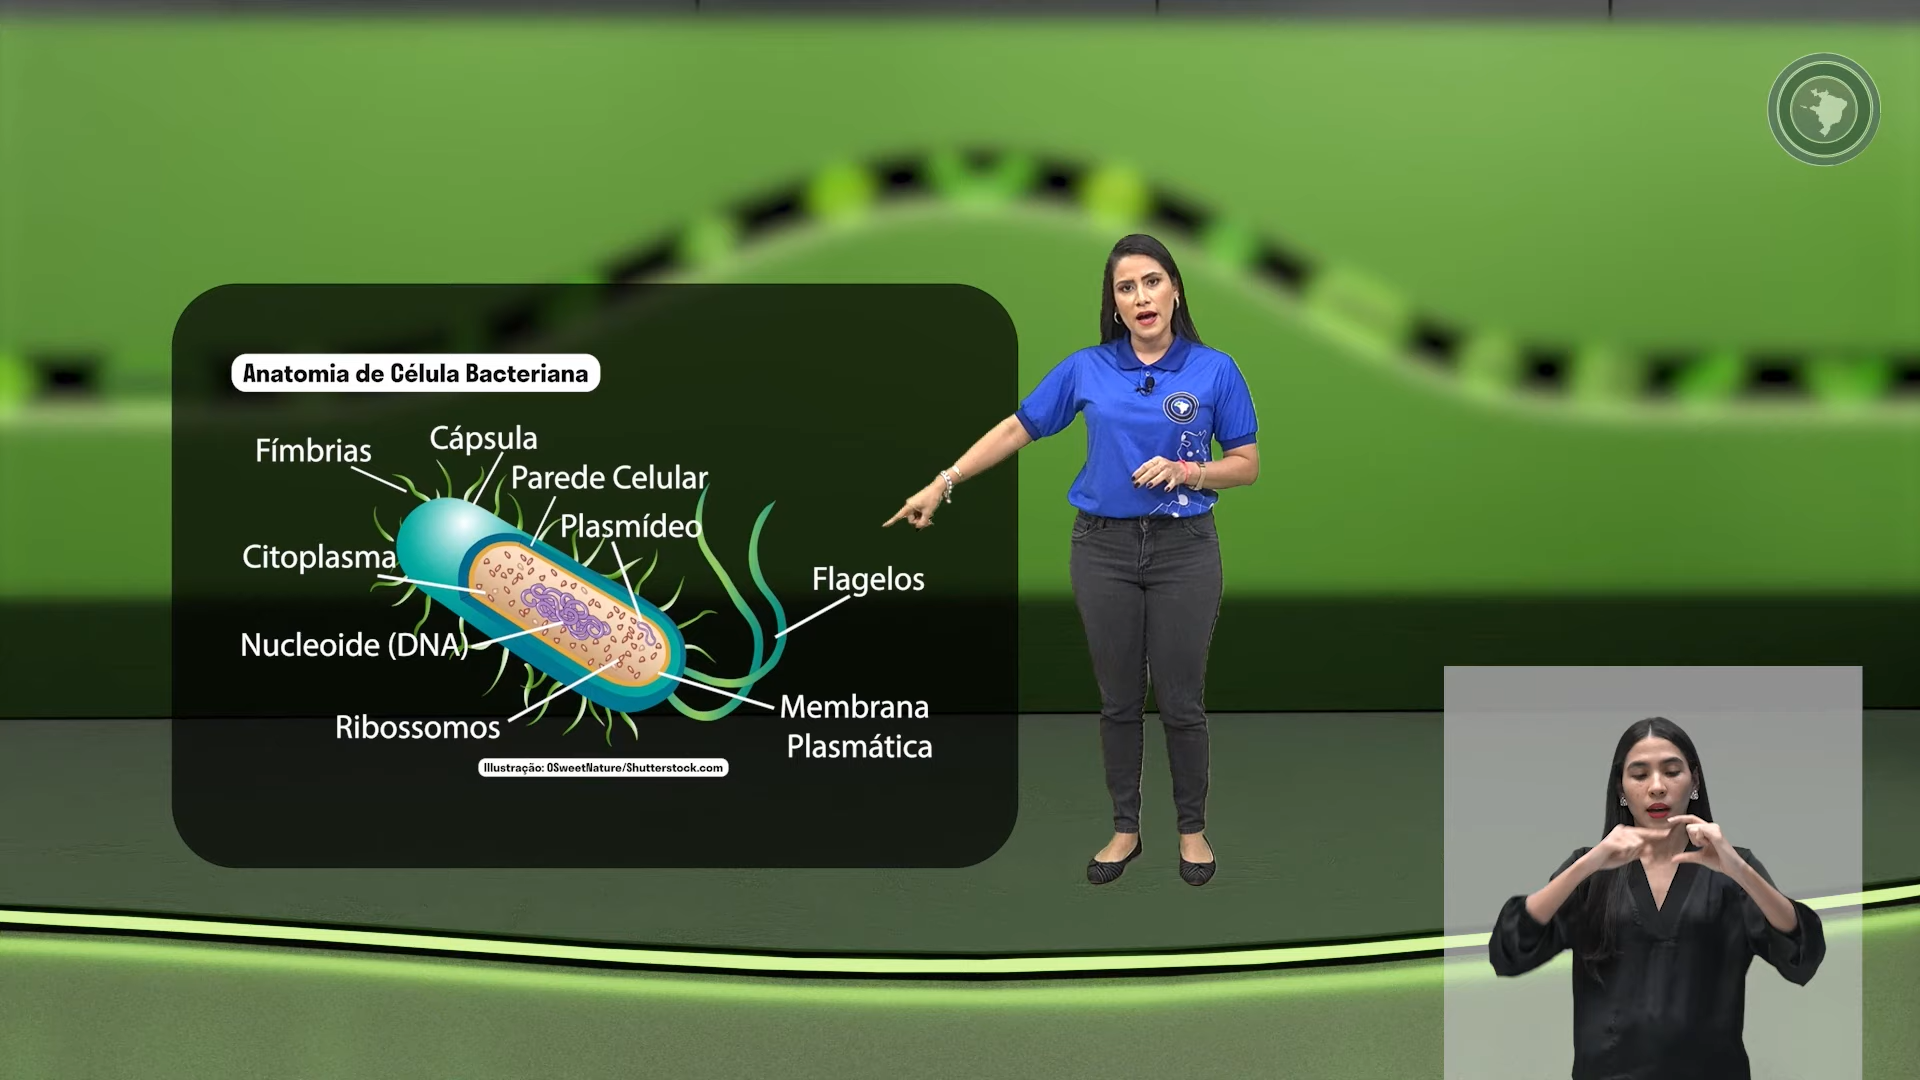 Anatomia de Célula Bacteriana
Fímbrias
Cápsula
Parede Celular
Plasmídeo
Citoplasma
Flagelos
Nucleoide (DNA)
Ribossomos
Membrana
Plasmática
Illustração: OSweetNature/Shutterstock.com